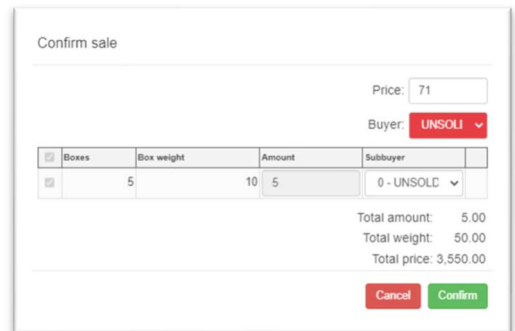 Confirm sale
Price: 71
Buyer: UNSOLI
Boxes Box weight Amount Subbuyer
5 10 5 0 - UNSOLD
Total amount: 5.00
Total weight: 50.00
Total price: 3,550.00
Cancel Confirm